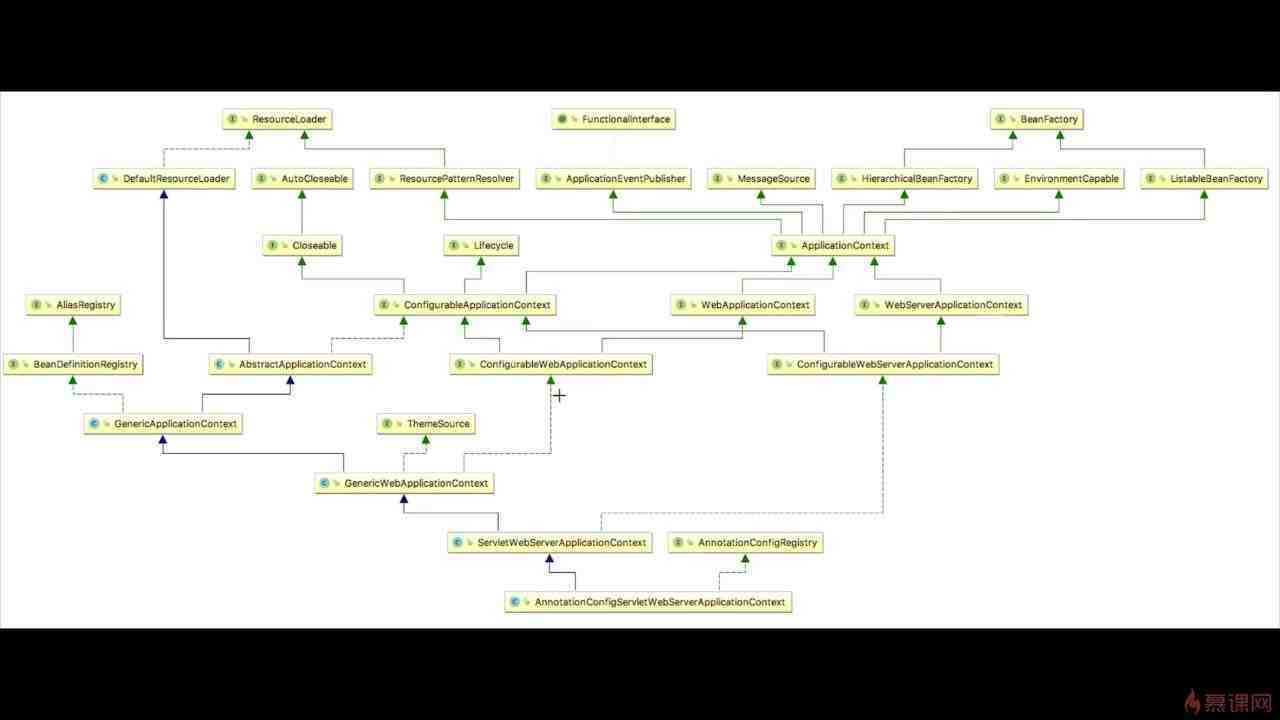 ResourceLoader
FunctionalInterface
BeanFactory
DefaultResourceLoader
AutoCloseable
ResourcePatternResolver
ApplicationEventPublisher
MessageSource
HierarchicalBeanFactory
EnvironmentCapable
ListableBeanFactory
Closeable
Lifecycle
ApplicationContext
AliasRegistry
ConfigurableApplicationContext
WebApplicationContext
WebServerApplicationContext
BeanDefinitionRegistry
AbstractApplicationContext
ConfigurableWebApplicationContext
ConfigurableWebServerApplicationContext
GenericApplicationContext
ThemeSource
GenericWebApplicationContext
ServletWebServerApplicationContext
AnnotationConfigRegistry
AnnotationConfigServletWebServerApplicationContext
慕课网